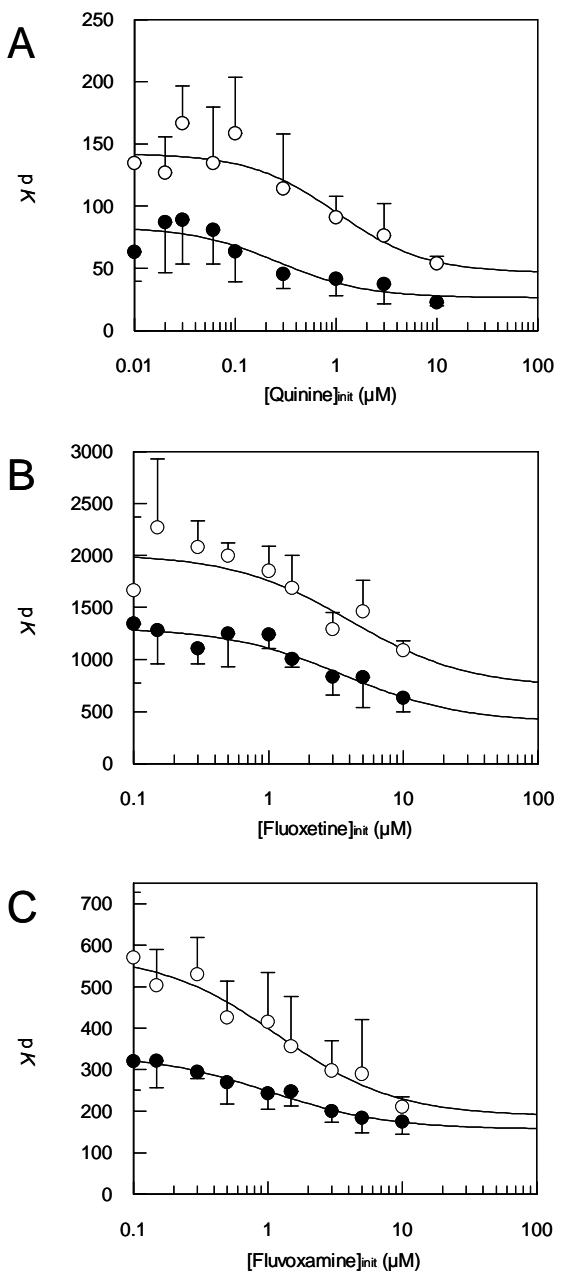 A
250
200
150
100
50
0
pK
0.01 0.1 1 10 100
[Quinine]init (µM)
B
3000
2500
2000
1500
1000
500
0
pK
0.1 1 10 100
[Fluoxetine]init (µM)
C
700
600
500
400
300
200
100
0
pK
0.1 1 10 100
[Fluvoxamine]init (µM)